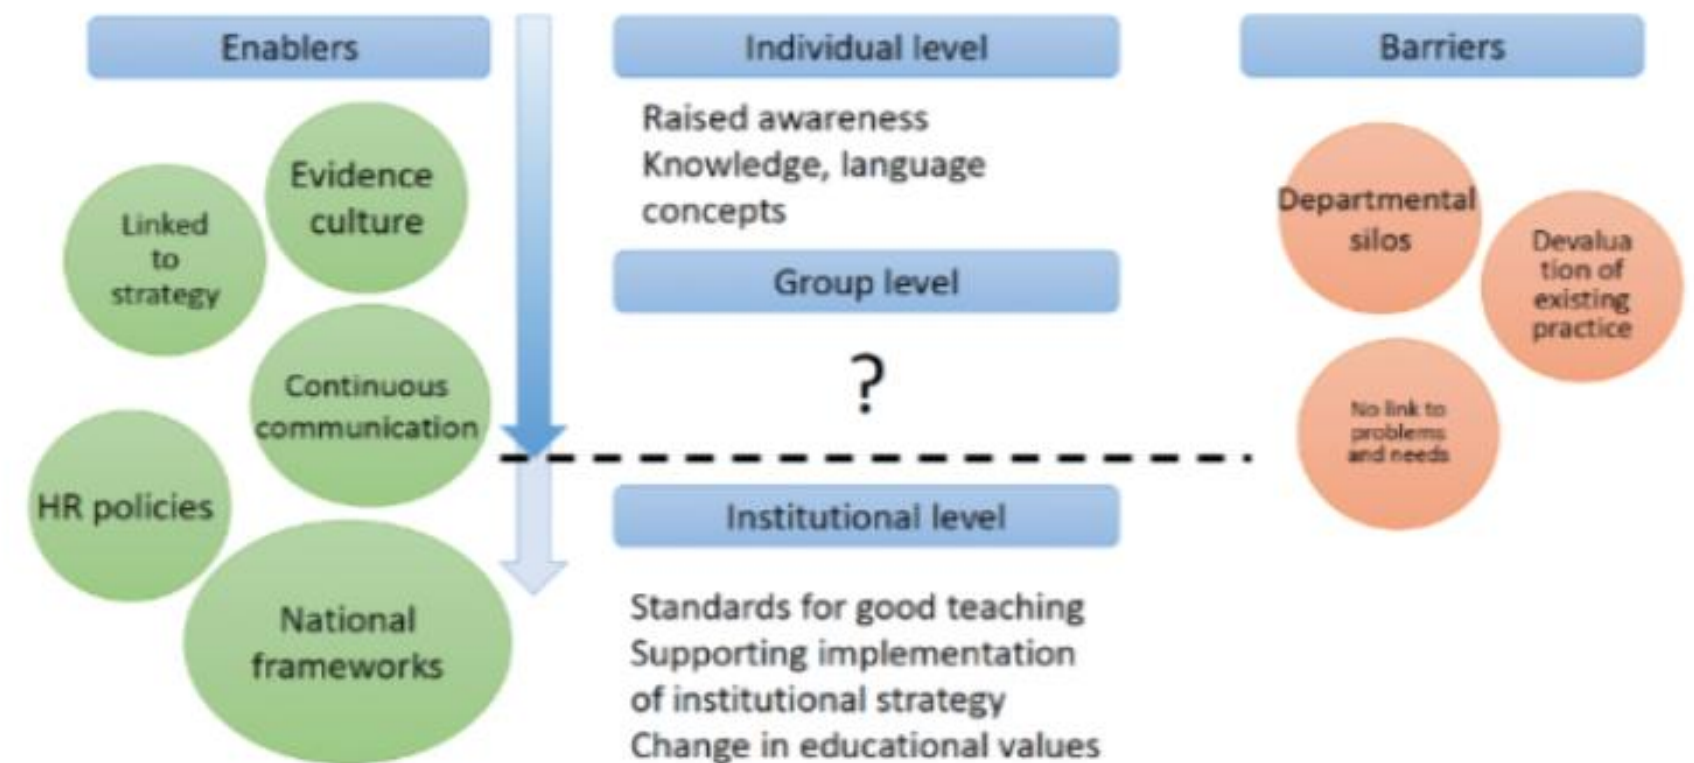 Enablers
Linked
to
strategy
Evidence
culture
Continuous
communication
HR policies
National
frameworks
Individual level
Raised awareness
Knowledge, language
concepts
Group level
?
Institutional level
Standards for good teaching
Supporting implementation
of institutional strategy
Change in educational values
Barriers
Departmental
silos
Devalua
tion of
existing
practice
No link to
problems
and needs